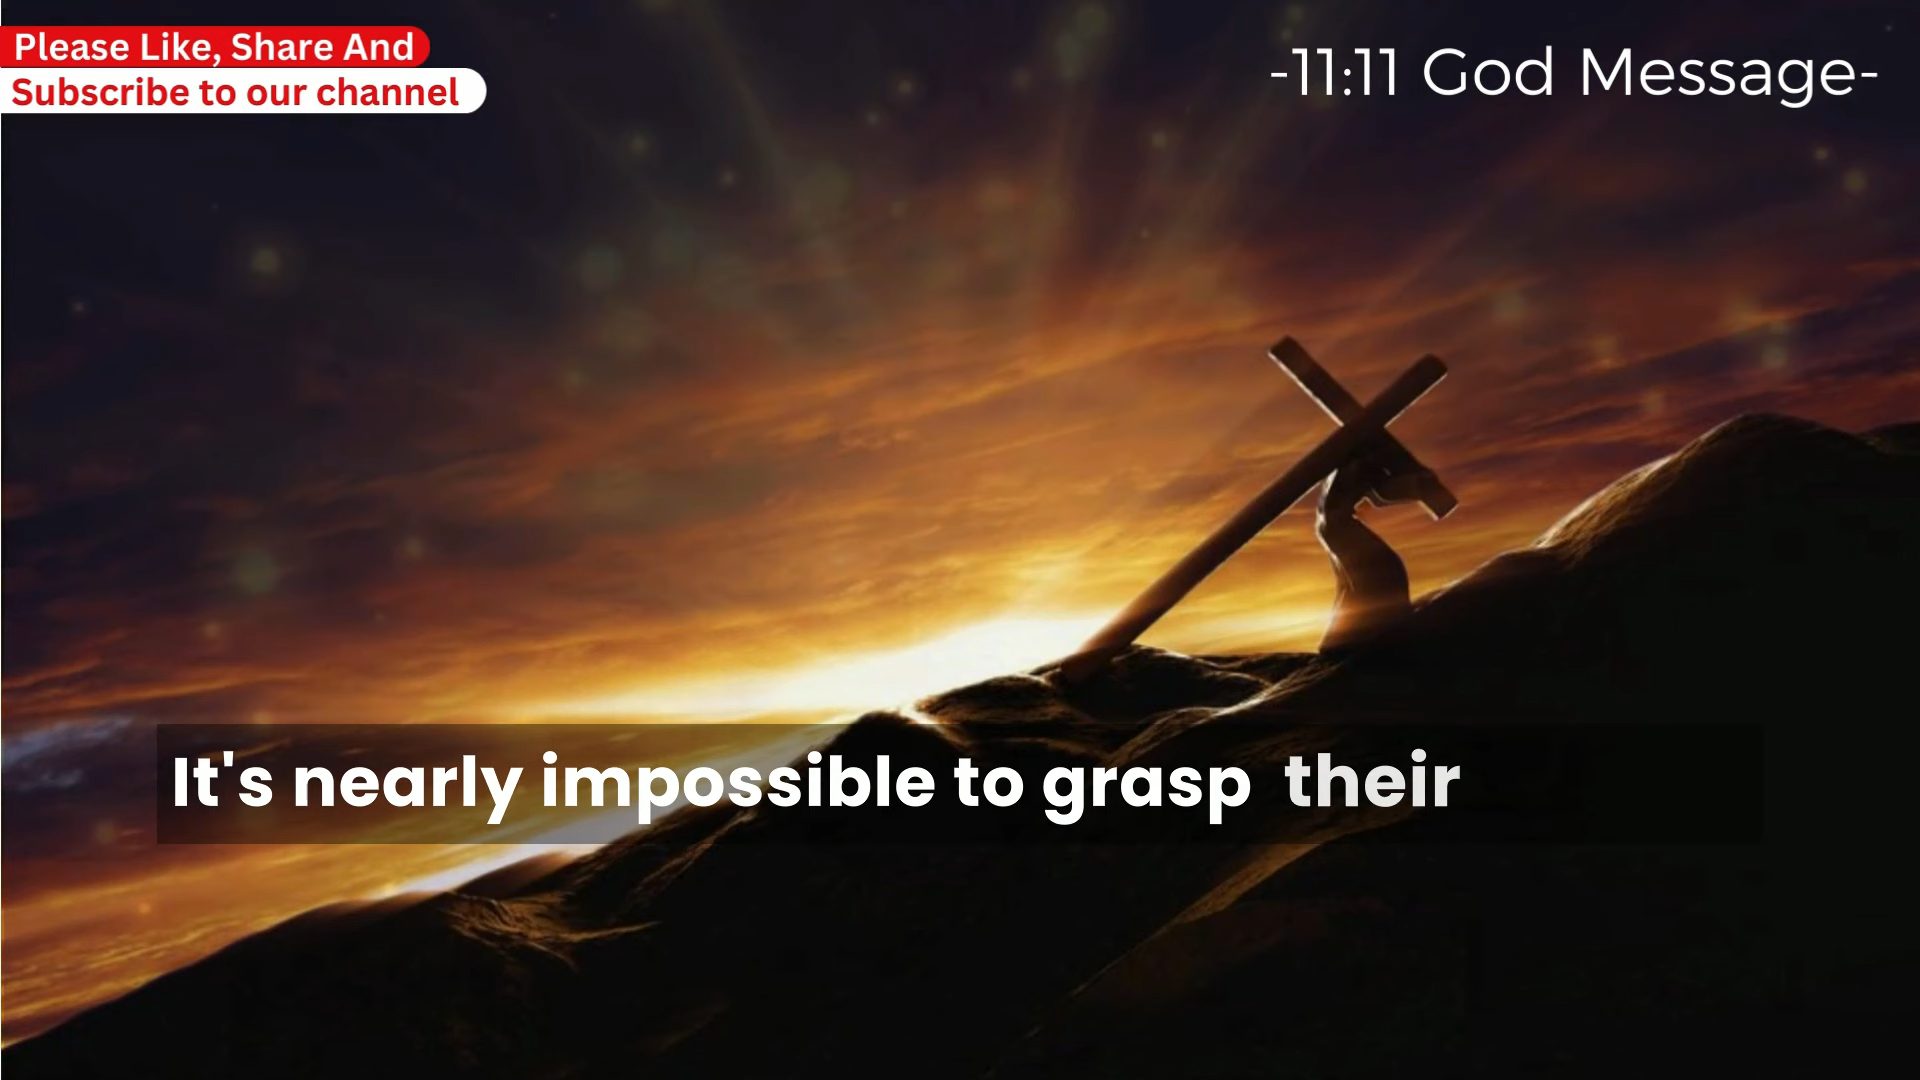 Please Like, Share And
Subscribe to our channel
-11:11 God Message-
It's nearly impossible to grasp their